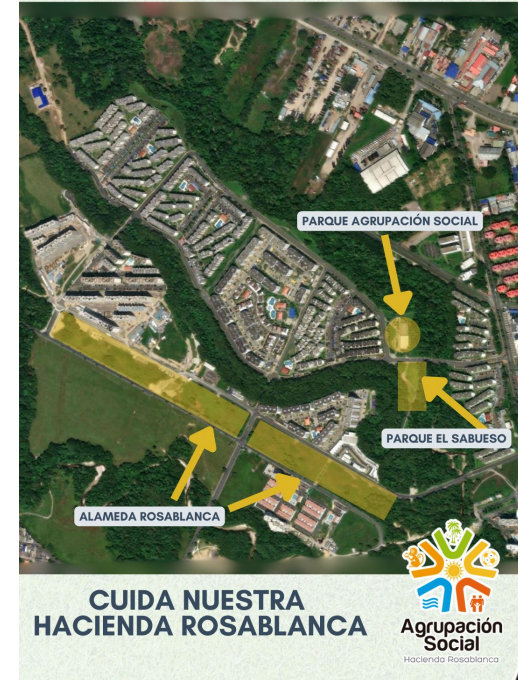 PARQUE AGRUPACIÓN SOCIAL
PARQUE EL SABUESO
ALAMEDA ROSABLANCA
CUIDA NUESTRA
HACIENDA ROSABLANCA
Agrupación
Social
Hacienda Rosablanca